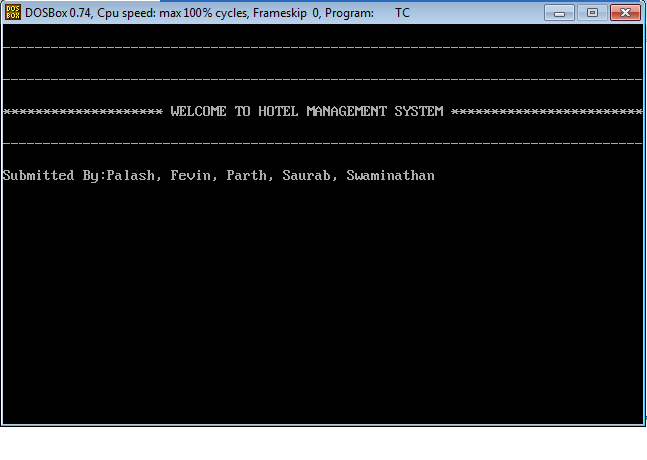 DOS BOX DOSBox 0.74, Cpu speed: max 100% cycles, Frameskip 0, Program: TC
******************** WELCOME TO HOTEL MANAGEMENT SYSTEM ************************
Submitted By:Palash, Fevin, Parth, Saurab, Swaminathan